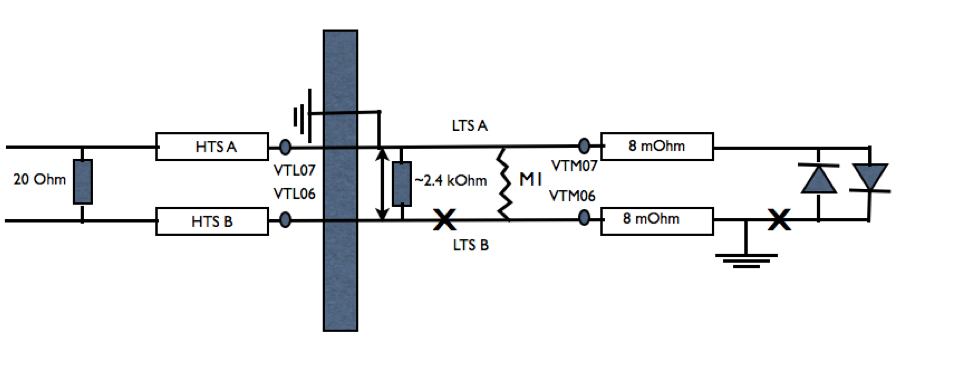 LTS A
HTS A
8 mOhm
VTL07
VTM07
20 Ohm
~2.4 kOhm
M1
VTL06
VTM06
HTS B
8 mOhm
LTS B